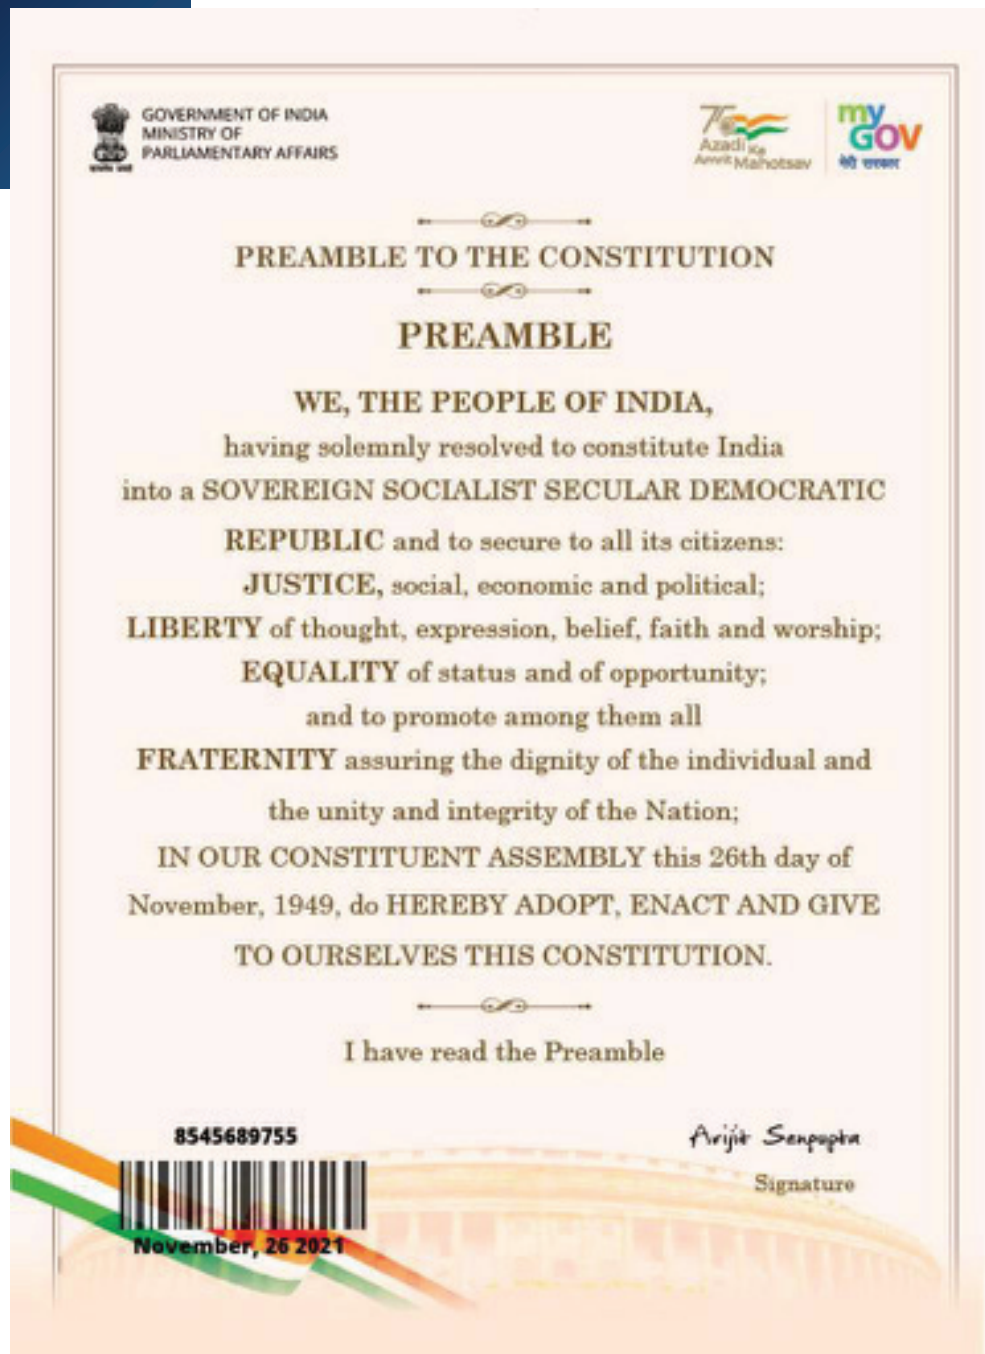 GOVERNMENT OF INDIA
MINISTRY OF
PARLIAMENTARY AFFAIRS
75
Azadi Ka
Amrit Mahotsav
my
GOV
मेरी सरकार
PREAMBLE TO THE CONSTITUTION
PREAMBLE
WE, THE PEOPLE OF INDIA,
having solemnly resolved to constitute India
into a SOVEREIGN SOCIALIST SECULAR DEMOCRATIC
REPUBLIC and to secure to all its citizens:
JUSTICE, social, economic and political;
LIBERTY of thought, expression, belief, faith and worship;
EQUALITY of status and of opportunity;
and to promote among them all
FRATERNITY assuring the dignity of the individual and
the unity and integrity of the Nation;
IN OUR CONSTITUENT ASSEMBLY this 26th day of
November, 1949, do HEREBY ADOPT, ENACT AND GIVE
TO OURSELVES THIS CONSTITUTION.
I have read the Preamble
8545689755
November, 26 2021
Arijit Sengupta
Signature